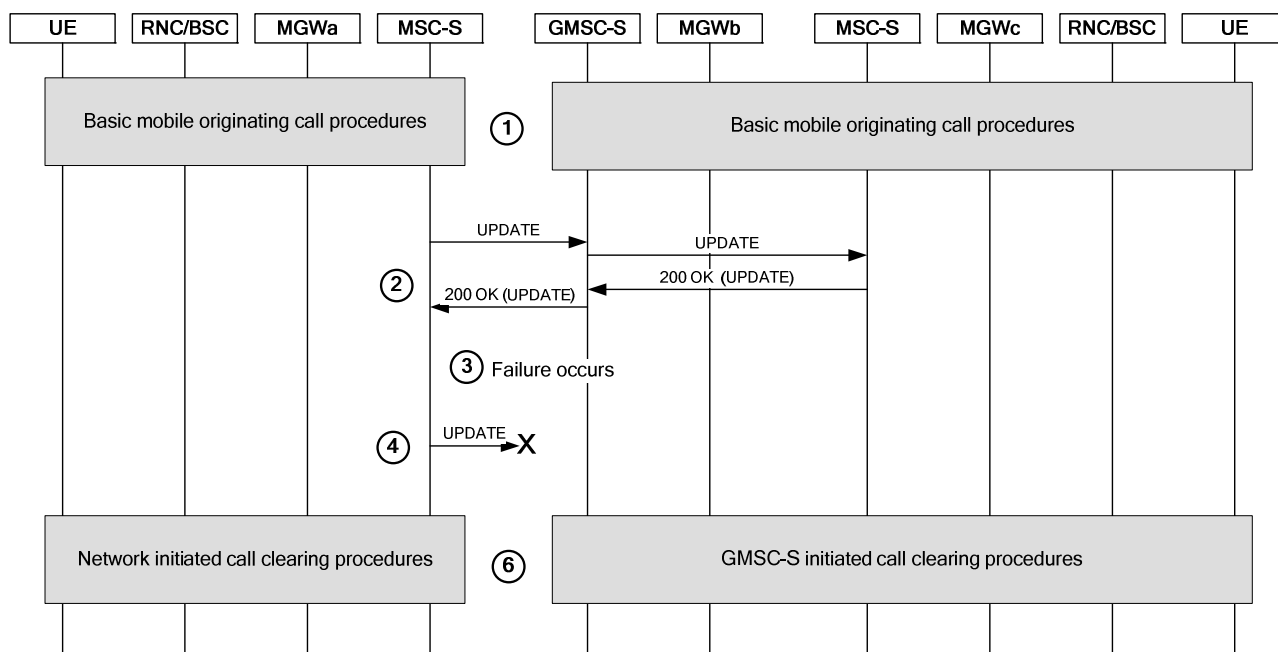 UE RNC/BSC MGWa MSC-S GMSC-S MGWb MSC-S MGWc RNC/BSC UE
Basic mobile originating call procedures
1
Basic mobile originating call procedures
UPDATE
UPDATE
2
200 OK (UPDATE)
200 OK (UPDATE)
3 Failure occurs
4
UPDATE
X
Network initiated call clearing procedures
6
GMSC-S initiated call clearing procedures